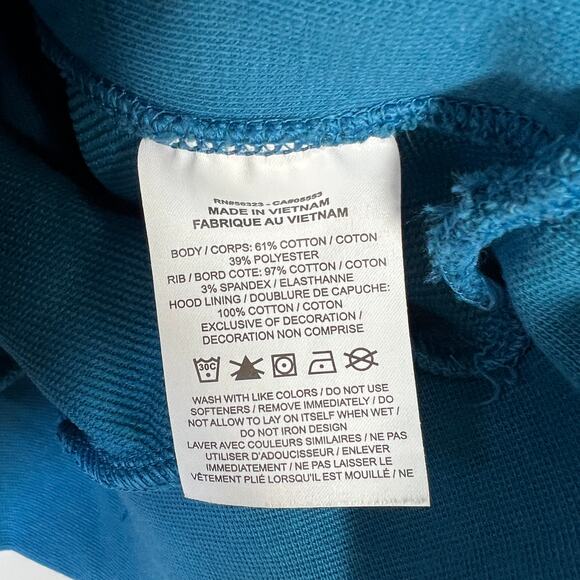 RN#56323 - CA#05553
MADE IN VIETNAM
FABRIQUE AU VIETNAM
BODY / CORPS: 61% COTTON / COTON
39% POLYESTER
RIB / BORD COTE: 97% COTTON / COTON
3% SPANDEX / ELASTHANNE
HOOD LINING / DOUBLURE DE CAPUCHE:
100% COTTON / COTON
EXCLUSIVE OF DECORATION /
DECORATION NON COMPRISE
30C
WASH WITH LIKE COLORS / DO NOT USE
SOFTENERS / REMOVE IMMEDIATELY / DO
NOT ALLOW TO LAY ON ITSELF WHEN WET /
DO NOT IRON DESIGN
LAVER AVEC COULEURS SIMILAIRES / NE PAS
UTILISER D'ADOUCISSEUR / ENLEVER
IMMEDIATEMENT / NE PAS LAISSER LE
VÊTEMENT PLIÉ LORSQU'IL EST MOUILLÉ / NE